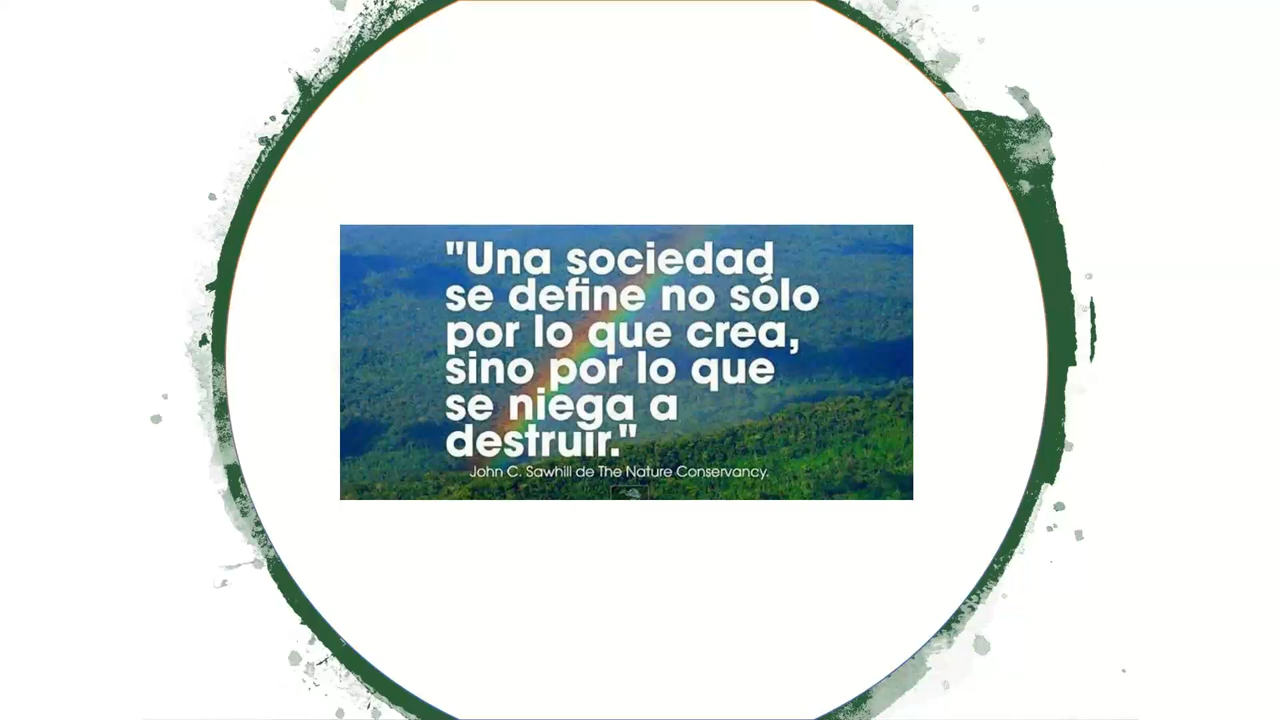 "Una sociedad
se define no sólo
por lo que crea,
sino por lo que
se niega a
destruir."
John C. Sawhill de The Nature Conservancy.